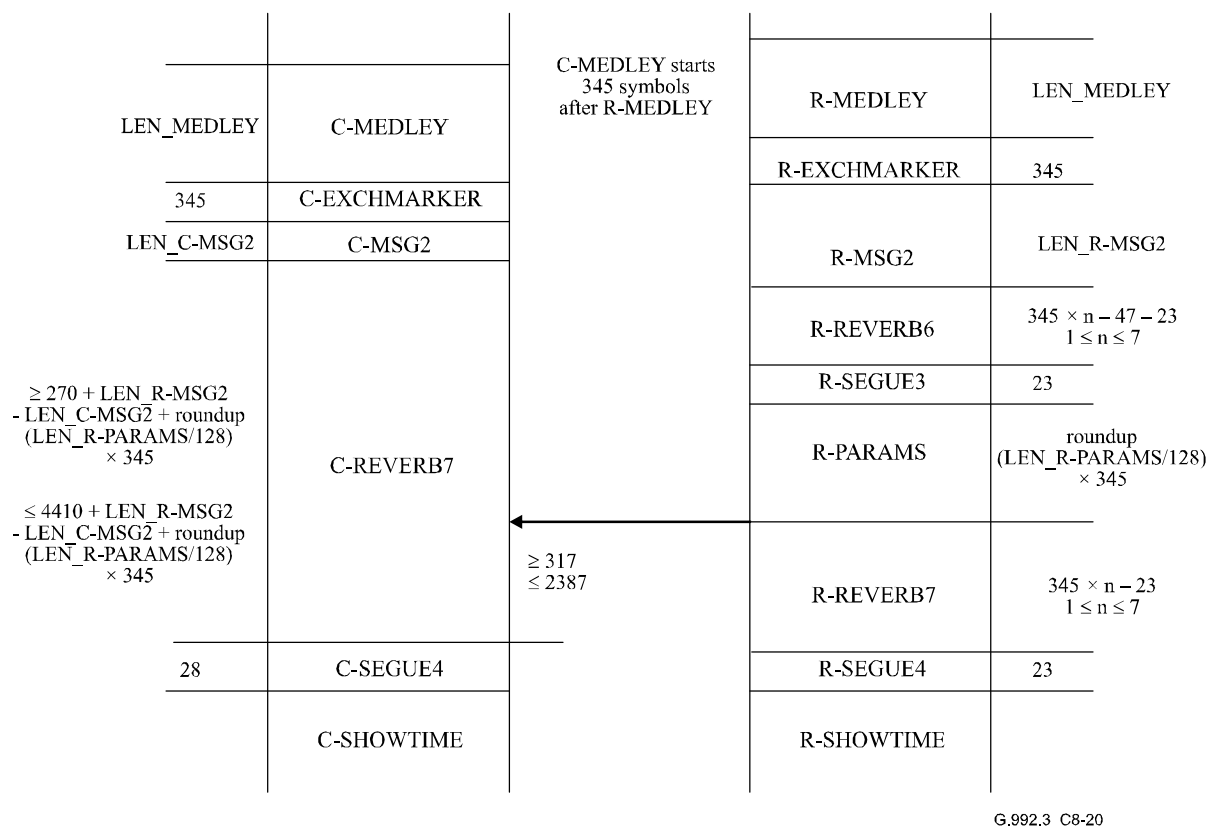 C-MEDLEY starts
345 symbols
after R-MEDLEY
LEN_MEDLEY
C-MEDLEY
R-MEDLEY
LEN_MEDLEY
R-EXCHMARKER
345
345
C-EXCHMARKER
LEN_C-MSG2
C-MSG2
R-MSG2
LEN_R-MSG2
R-REVERB6
345 × n – 47 – 23
1 ≤ n ≤ 7
R-SEGUE3
23
≥ 270 + LEN_R-MSG2
- LEN_C-MSG2 + roundup
(LEN_R-PARAMS/128)
× 345
C-REVERB7
R-PARAMS
roundup
(LEN_R-PARAMS/128)
× 345
≤ 4410 + LEN_R-MSG2
- LEN_C-MSG2 + roundup
(LEN_R-PARAMS/128)
× 345
≥ 317
≤ 2387
R-REVERB7
345 × n – 23
1 ≤ n ≤ 7
28
C-SEGUE4
R-SEGUE4
23
C-SHOWTIME
R-SHOWTIME
G.992.3_C8-20